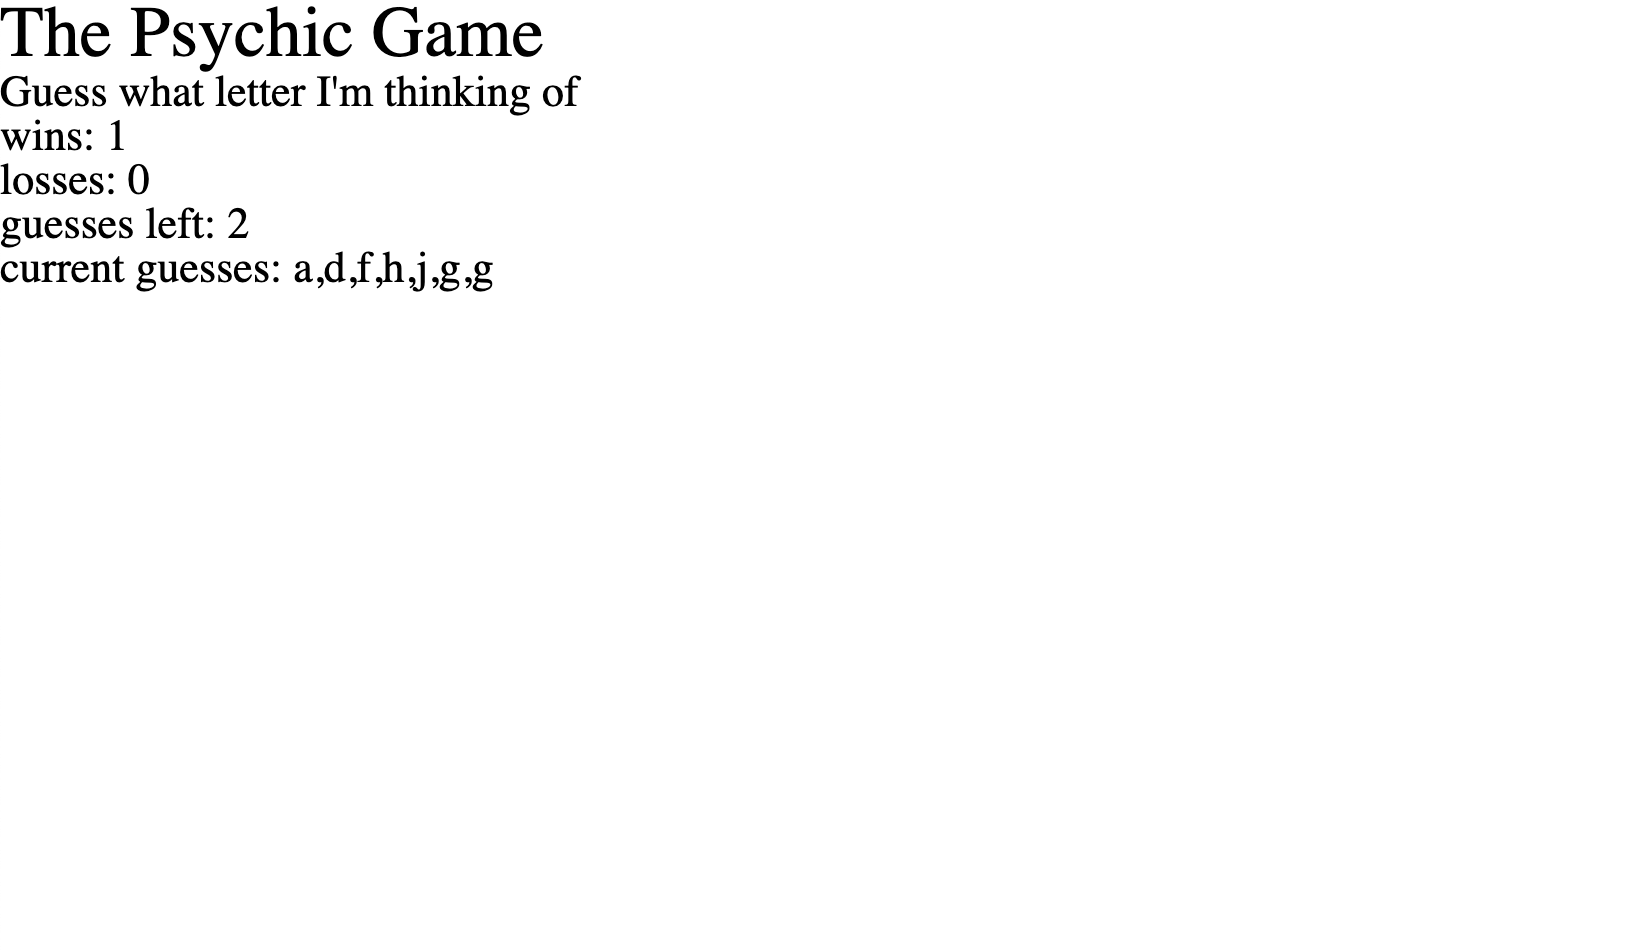 The Psychic Game
Guess what letter I'm thinking of
wins: 1
losses: 0
guesses left: 2
current guesses: a,d,f,h,j,g,g